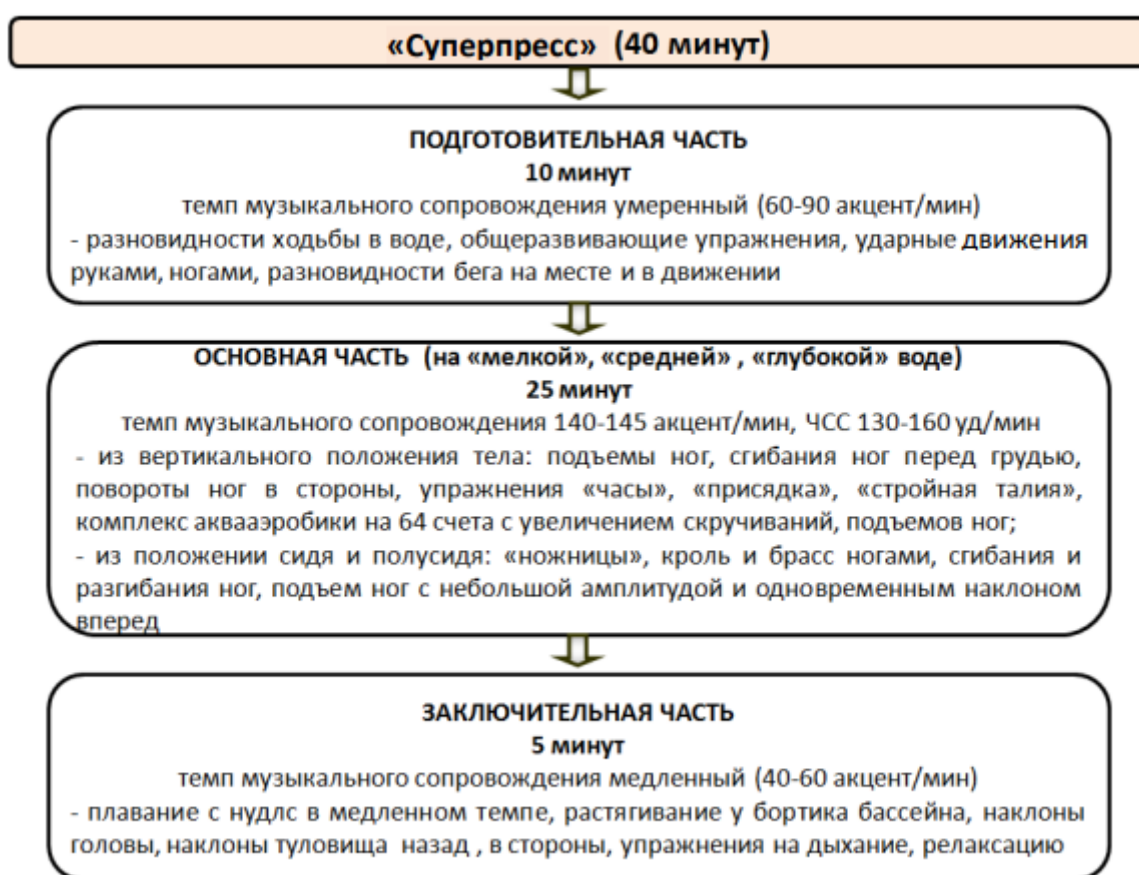 «Суперпресс» (40 минут)
ПОДГОТОВИТЕЛЬНАЯ ЧАСТЬ
10 минут
темп музыкального сопровождения умеренный (60-90 акцент/мин)
- разновидности ходьбы в воде, общеразвивающие упражнения, ударные движения
руками, ногами, разновидности бега на месте и в движении
ОСНОВНАЯ ЧАСТЬ (на «мелкой», «средней» , «глубокой» воде)
25 минут
темп музыкального сопровождения 140-145 акцент/мин, ЧСС 130-160 уд/мин
- из вертикального положения тела: подъемы ног, сгибания ног перед грудью,
повороты ног в стороны, упражнения «часы», «присядка», «стройная талия»,
комплекс аквааэробики на 64 счета с увеличением скручиваний, подъемов ног;
- из положении сидя и полусидя: «ножницы», кроль и брасс ногами, сгибания и
разгибания ног, подъем ног с небольшой амплитудой и одновременным наклоном
вперед
ЗАКЛЮЧИТЕЛЬНАЯ ЧАСТЬ
5 минут
темп музыкального сопровождения медленный (40-60 акцент/мин)
- плавание с нудлс в медленном темпе, растягивание у бортика бассейна, наклоны
головы, наклоны туловища назад , в стороны, упражнения на дыхание, релаксацию